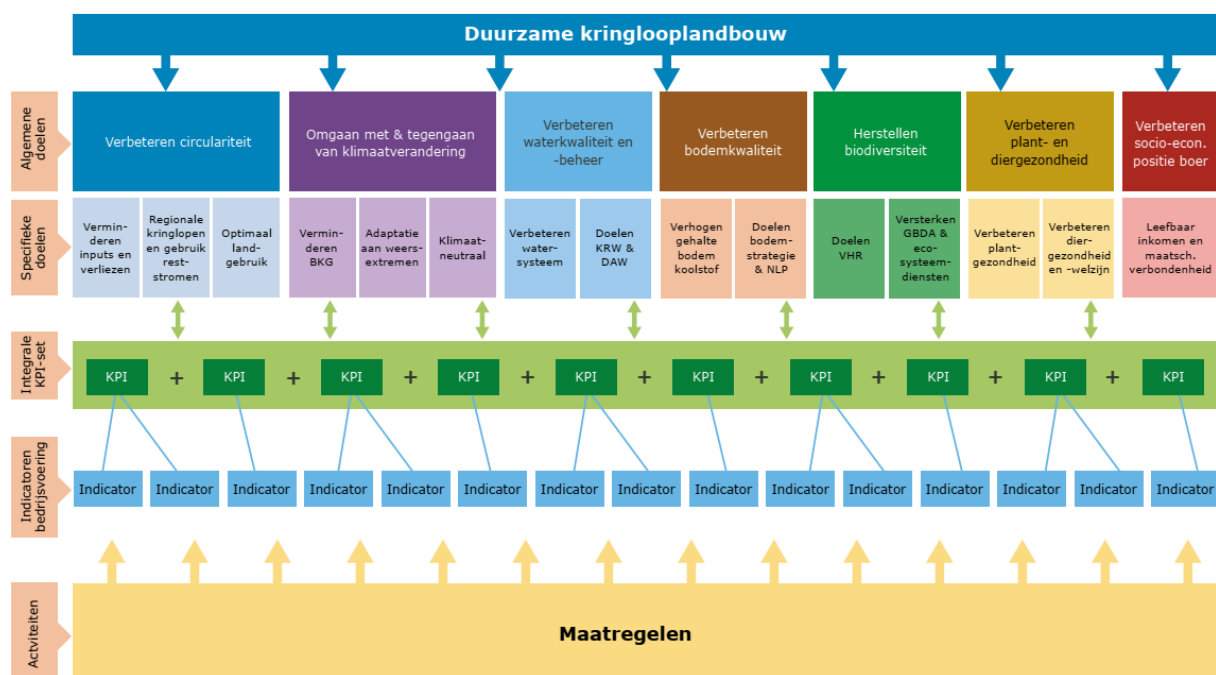 Duurzame kringlooplandbouw
Algemene
doelen
Verbeteren circulariteit
Omgaan met & tegengaan
van klimaatverandering
Verbeteren
waterkwaliteit en
-beheer
Verbeteren
bodemkwaliteit
Herstellen
biodiversiteit
Verbeteren
plant- en
diergezondheid
Verbeteren
socio-econ.
positie boer
Specifieke
doelen
Vermin-
deren
inputs en
verliezen
Regionale
kringlopen
en gebruik
rest-
stromen
Optimaal
land-
gebruik
Vermin-
deren
BKG
Adaptatie
aan weers-
extremen
Klimaat-
neutraal
Verbeteren
water-
systeem
Doelen
KRW &
DAW
Verhogen
gehalte
bodem
koolstof
Doelen
bodem-
strategie
& NLP
Doelen
VHR
Versterken
GBDA &
eco-
systeem-
diensten
Verbeteren
plant-
gezondheid
Verbeteren
dier-
gezondheid
en -welzijn
Leefbaar
inkomen en
maatsch.
verbondenheid
Integrale
KPI-set
KPI + KPI + KPI + KPI + KPI + KPI + KPI + KPI + KPI + KPI
Indicatoren
bedrijsvoering
Indicator Indicator Indicator Indicator Indicator Indicator Indicator Indicator Indicator Indicator Indicator Indicator Indicator Indicator Indicator
Actviteiten
Maatregelen